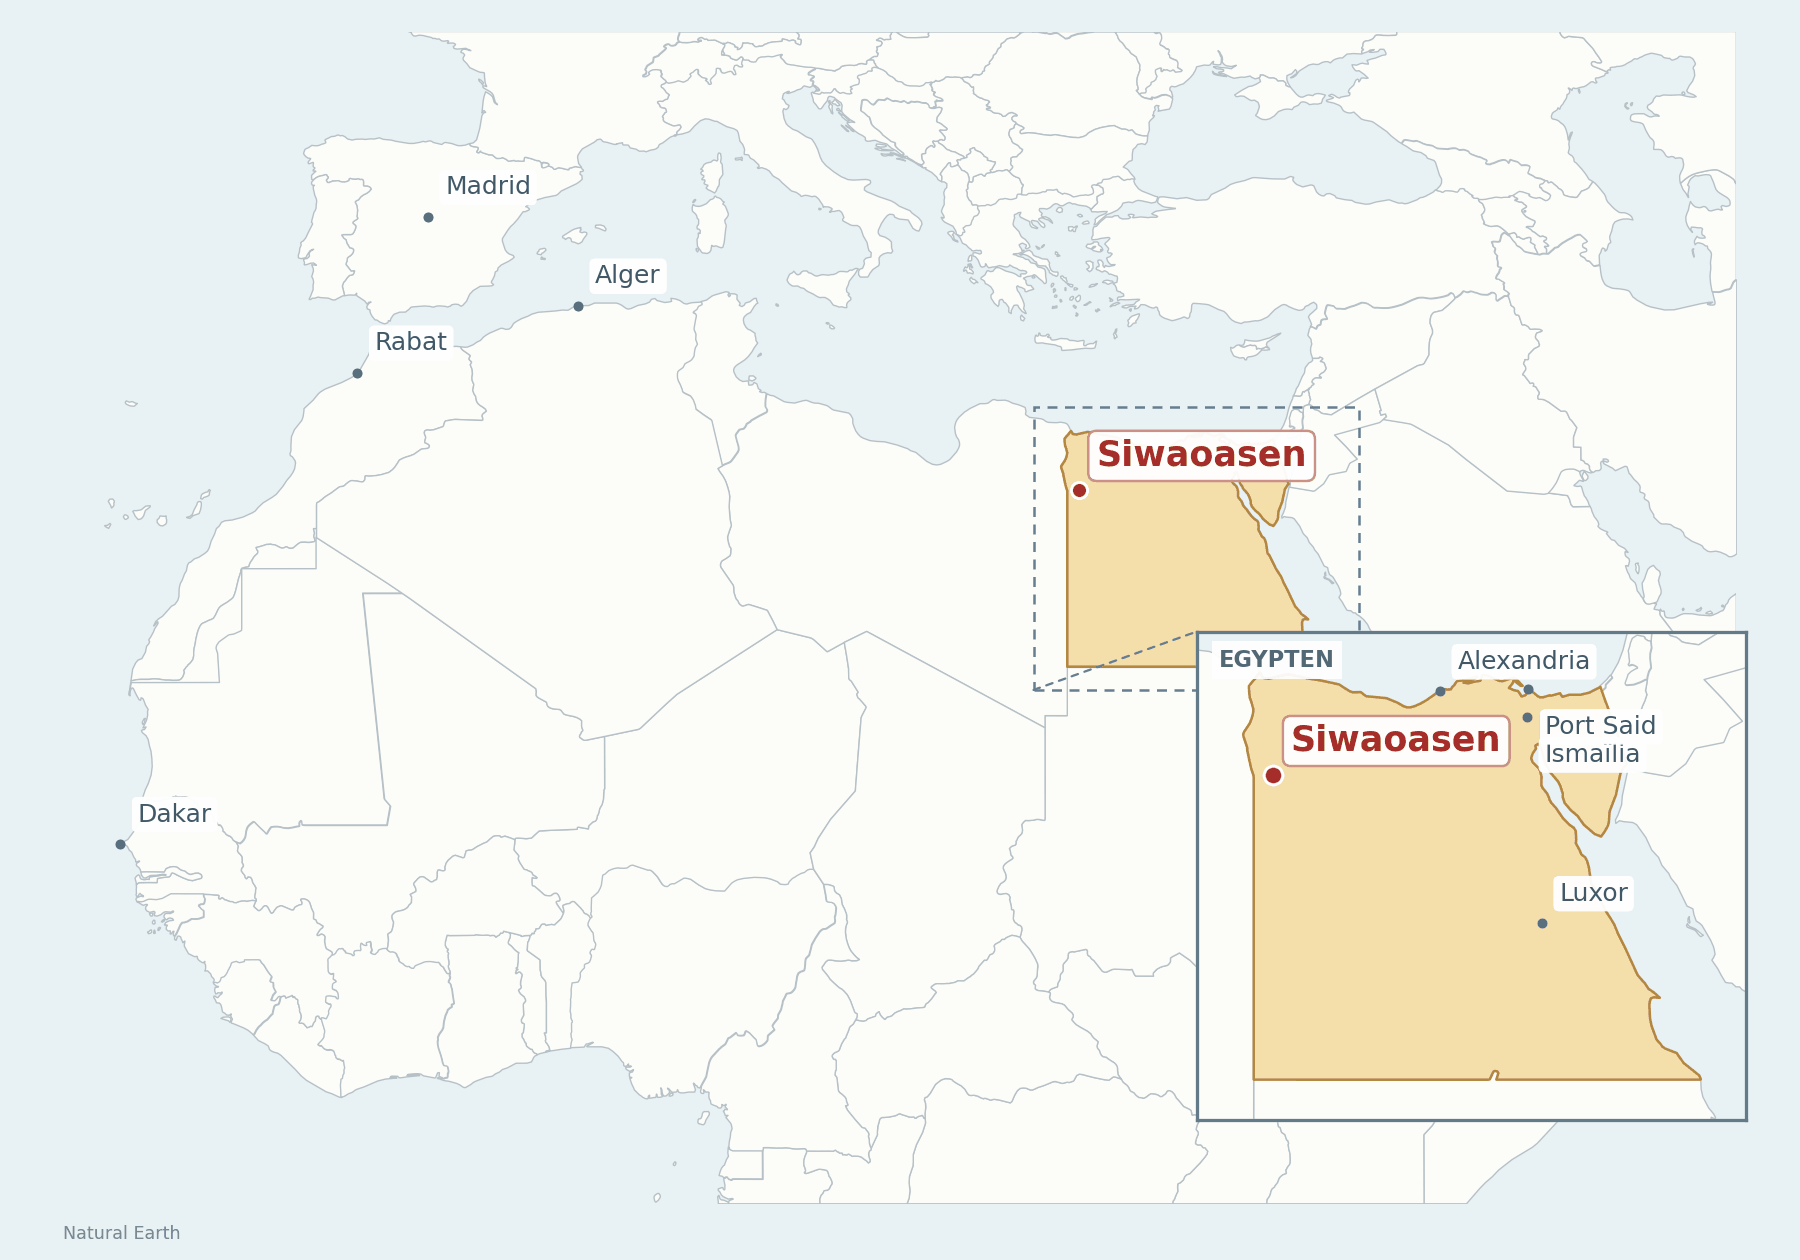 Madrid
Alger
Rabat
Siwaoasen
EGYPTEN
Alexandria
Port Said
Ismailia
Siwaoasen
Dakar
Luxor
Natural Earth